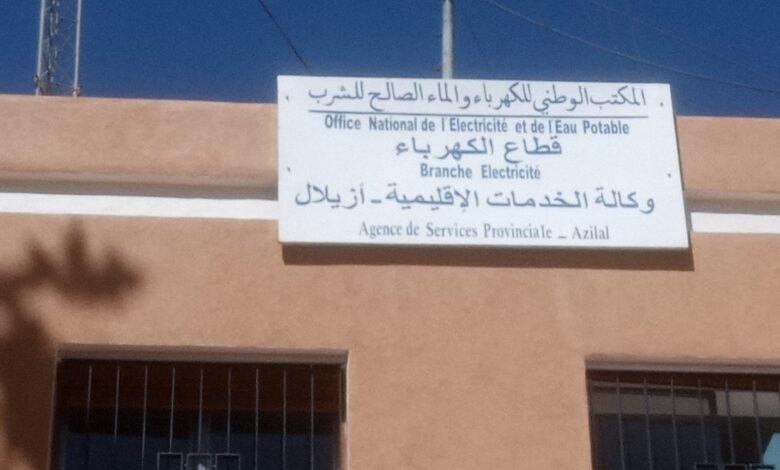 المكتب الوطني للكهرباء والماء الصالح للشرب
Office National de l'Electricité et de l'Eau Potable
قطاع الكهرباء
Branche Electricité
وكالة الخدمات الإقليمية - أزيلال
Agence de Services Provinciale _ Azilal